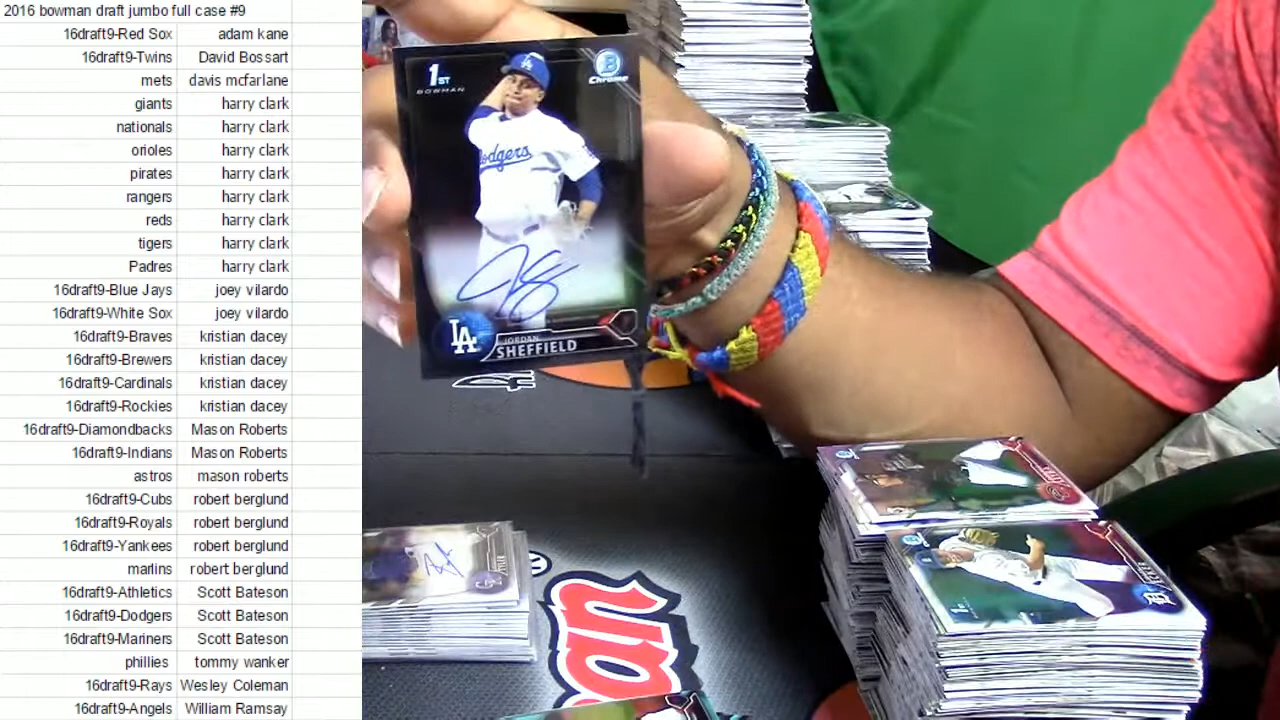 2016 bowman draft jumbo full case #9
16draft9-Red Sox adam kane
16draft9-Twins David Bossart
mets davis mcfarlane
giants harry clark
nationals harry clark
orioles harry clark
pirates harry clark
rangers harry clark
reds harry clark
tigers harry clark
Padres harry clark
16draft9-Blue Jays joey vilardo
16draft9-White Sox joey vilardo
16draft9-Braves kristian dacey
16draft9-Brewers kristian dacey
16draft9-Cardinals kristian dacey
16draft9-Rockies kristian dacey
16draft9-Diamondbacks Mason Roberts
16draft9-Indians Mason Roberts
astros mason roberts
16draft9-Cubs robert berglund
16draft9-Royals robert berglund
16draft9-Yankees robert berglund
marlins robert berglund
16draft9-Athletics Scott Bateson
16draft9-Dodgers Scott Bateson
16draft9-Mariners Scott Bateson
phillies tommy wanker
16draft9-Rays Wesley Coleman
16draft9-Angels William Ramsay
1ST
BOWMAN
B
Chrome
LA
Dodgers
LA
JORDAN
SHEFFIELD